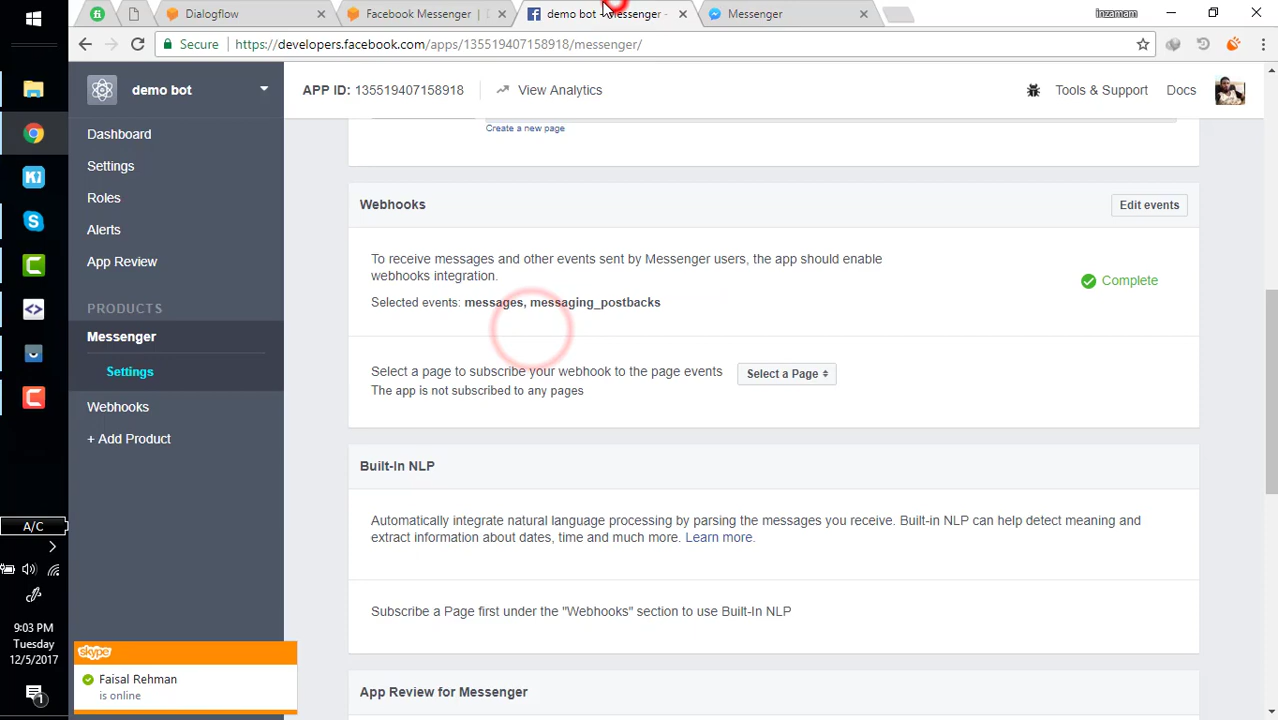 Dialogflow
Facebook Messenger
demo bot - Messenger -
Messenger
inzamam
Secure
https://developers.facebook.com/apps/135519407158918/messenger/
demo bot
APP ID: 135519407158918
View Analytics
Tools & Support
Docs
Create a new page
Dashboard
Settings
Roles
Alerts
App Review
PRODUCTS
Messenger
Settings
Webhooks
+ Add Product
Webhooks
Edit events
To receive messages and other events sent by Messenger users, the app should enable
webhooks integration.
Complete
Selected events: messages, messaging_postbacks
Select a page to subscribe your webhook to the page events
Select a Page
The app is not subscribed to any pages
Built-In NLP
Automatically integrate natural language processing by parsing the messages you receive. Built-in NLP can help detect meaning and
extract information about dates, time and much more. Learn more.
Subscribe a Page first under the "Webhooks" section to use Built-In NLP
App Review for Messenger
A/C
9:03 PM
Tuesday
12/5/2017
1
skype
Faisal Rehman
is online